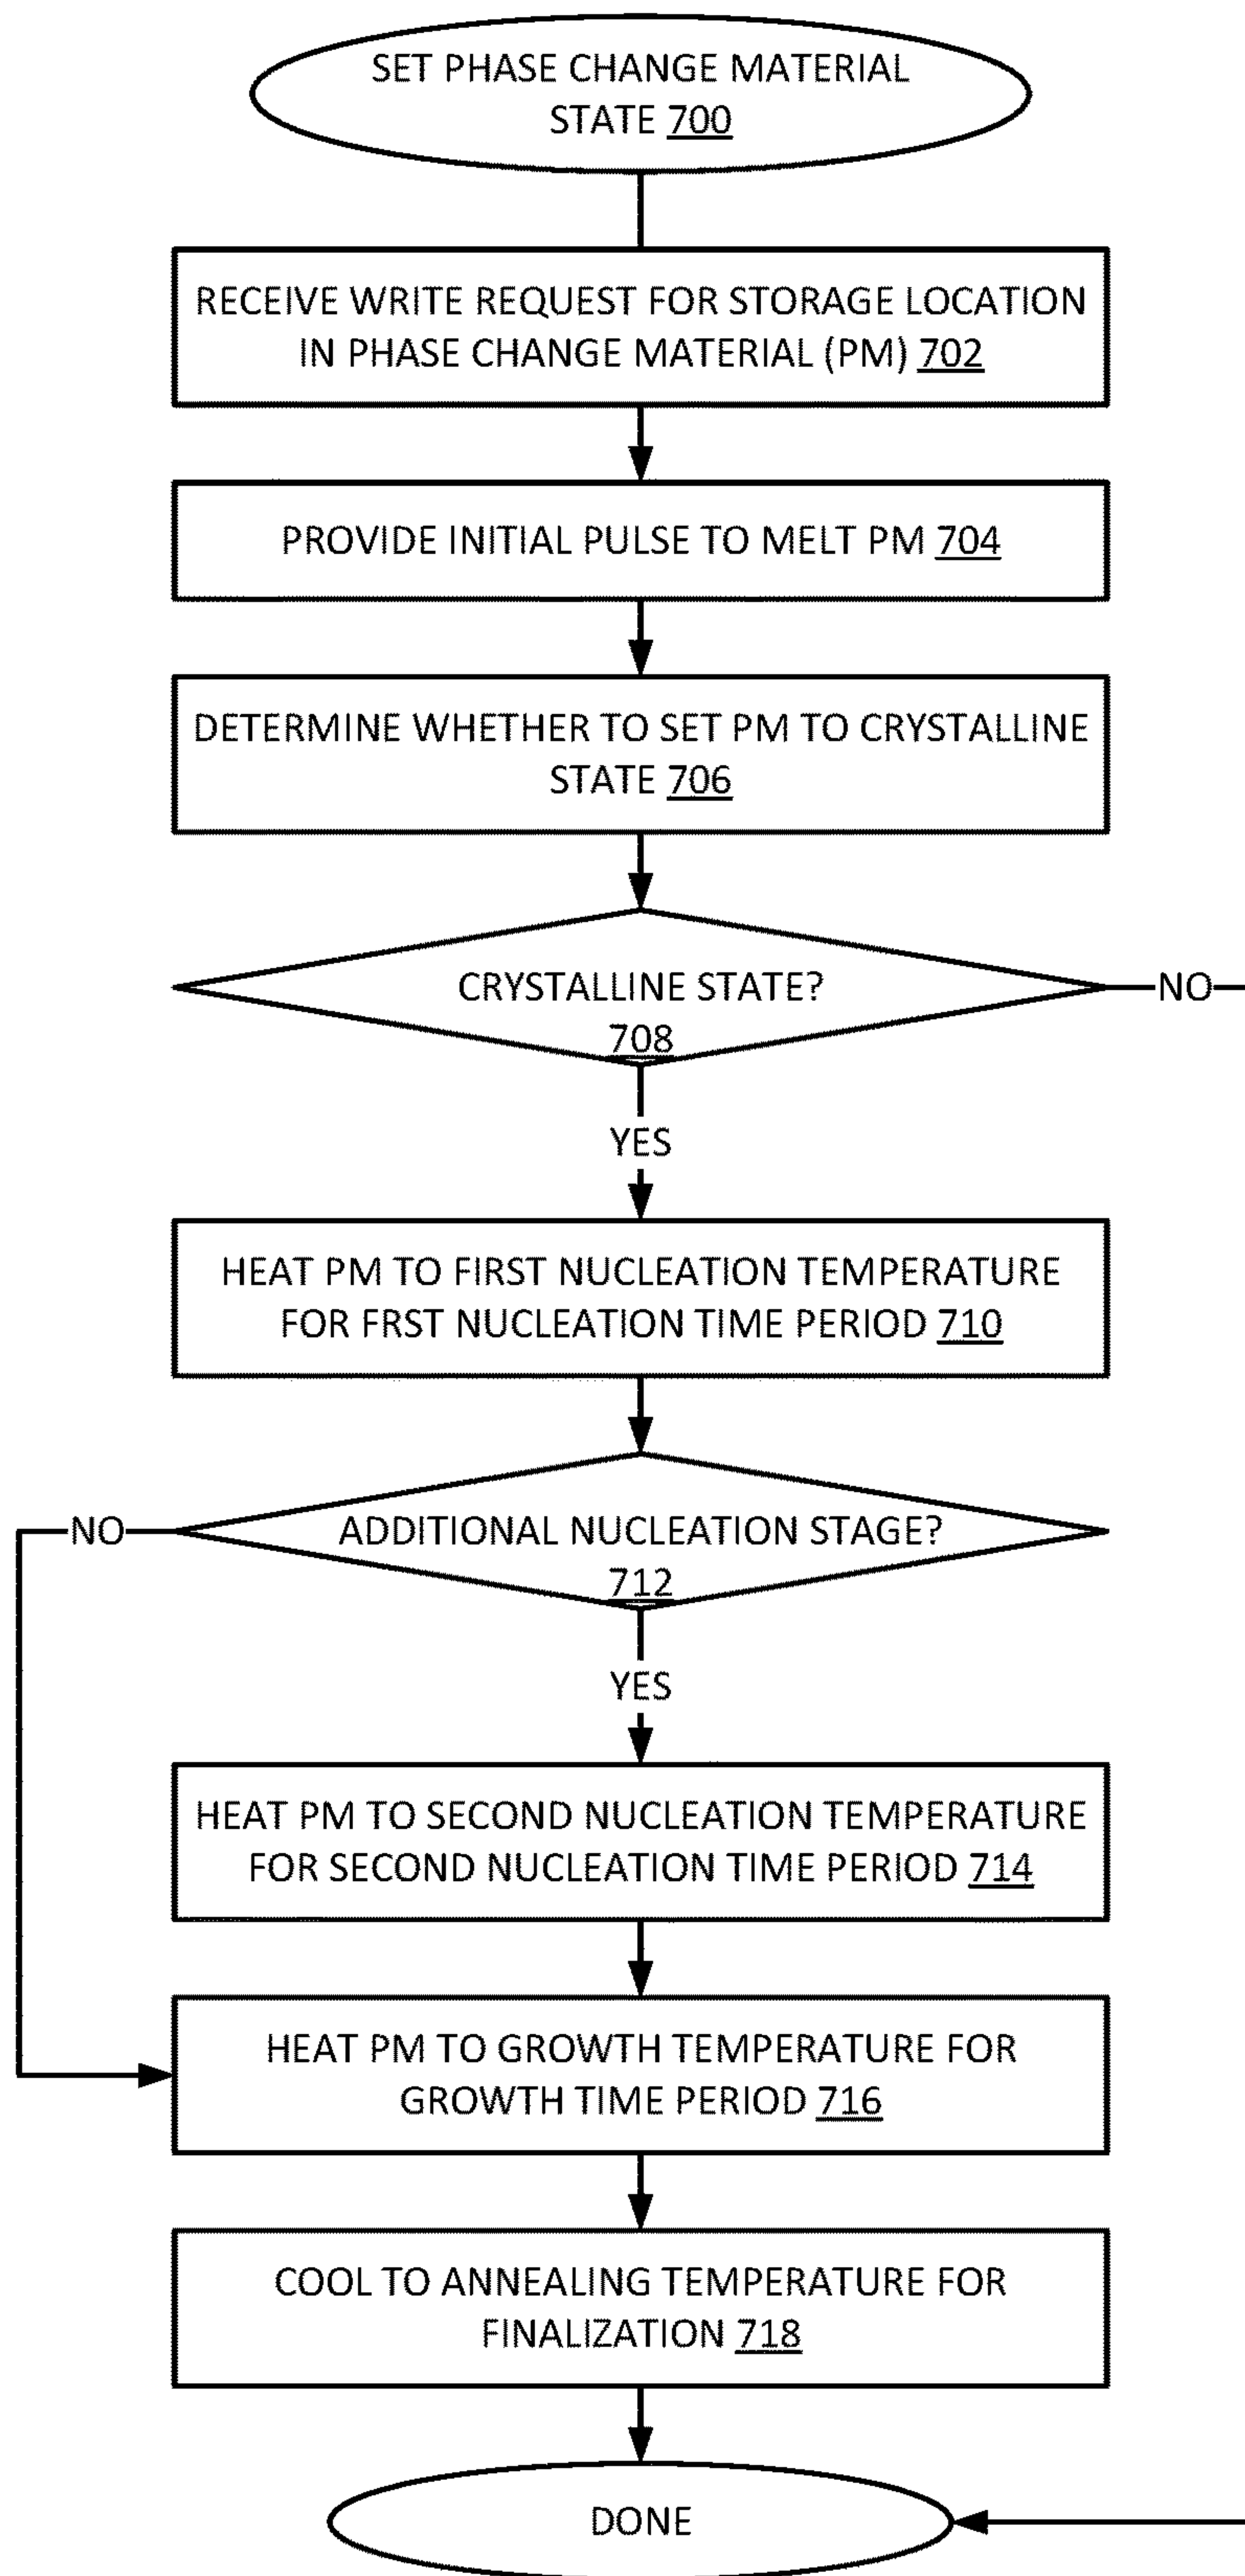 SET PHASE CHANGE MATERIAL
STATE 700
RECEIVE WRITE REQUEST FOR STORAGE LOCATION
IN PHASE CHANGE MATERIAL (PM) 702
PROVIDE INITIAL PULSE TO MELT PM 704
DETERMINE WHETHER TO SET PM TO CRYSTALLINE
STATE 706
CRYSTALLINE STATE?
708
NO
YES
HEAT PM TO FIRST NUCLEATION TEMPERATURE
FOR FRST NUCLEATION TIME PERIOD 710
NO
ADDITIONAL NUCLEATION STAGE?
712
YES
HEAT PM TO SECOND NUCLEATION TEMPERATURE
FOR SECOND NUCLEATION TIME PERIOD 714
HEAT PM TO GROWTH TEMPERATURE FOR
GROWTH TIME PERIOD 716
COOL TO ANNEALING TEMPERATURE FOR
FINALIZATION 718
DONE